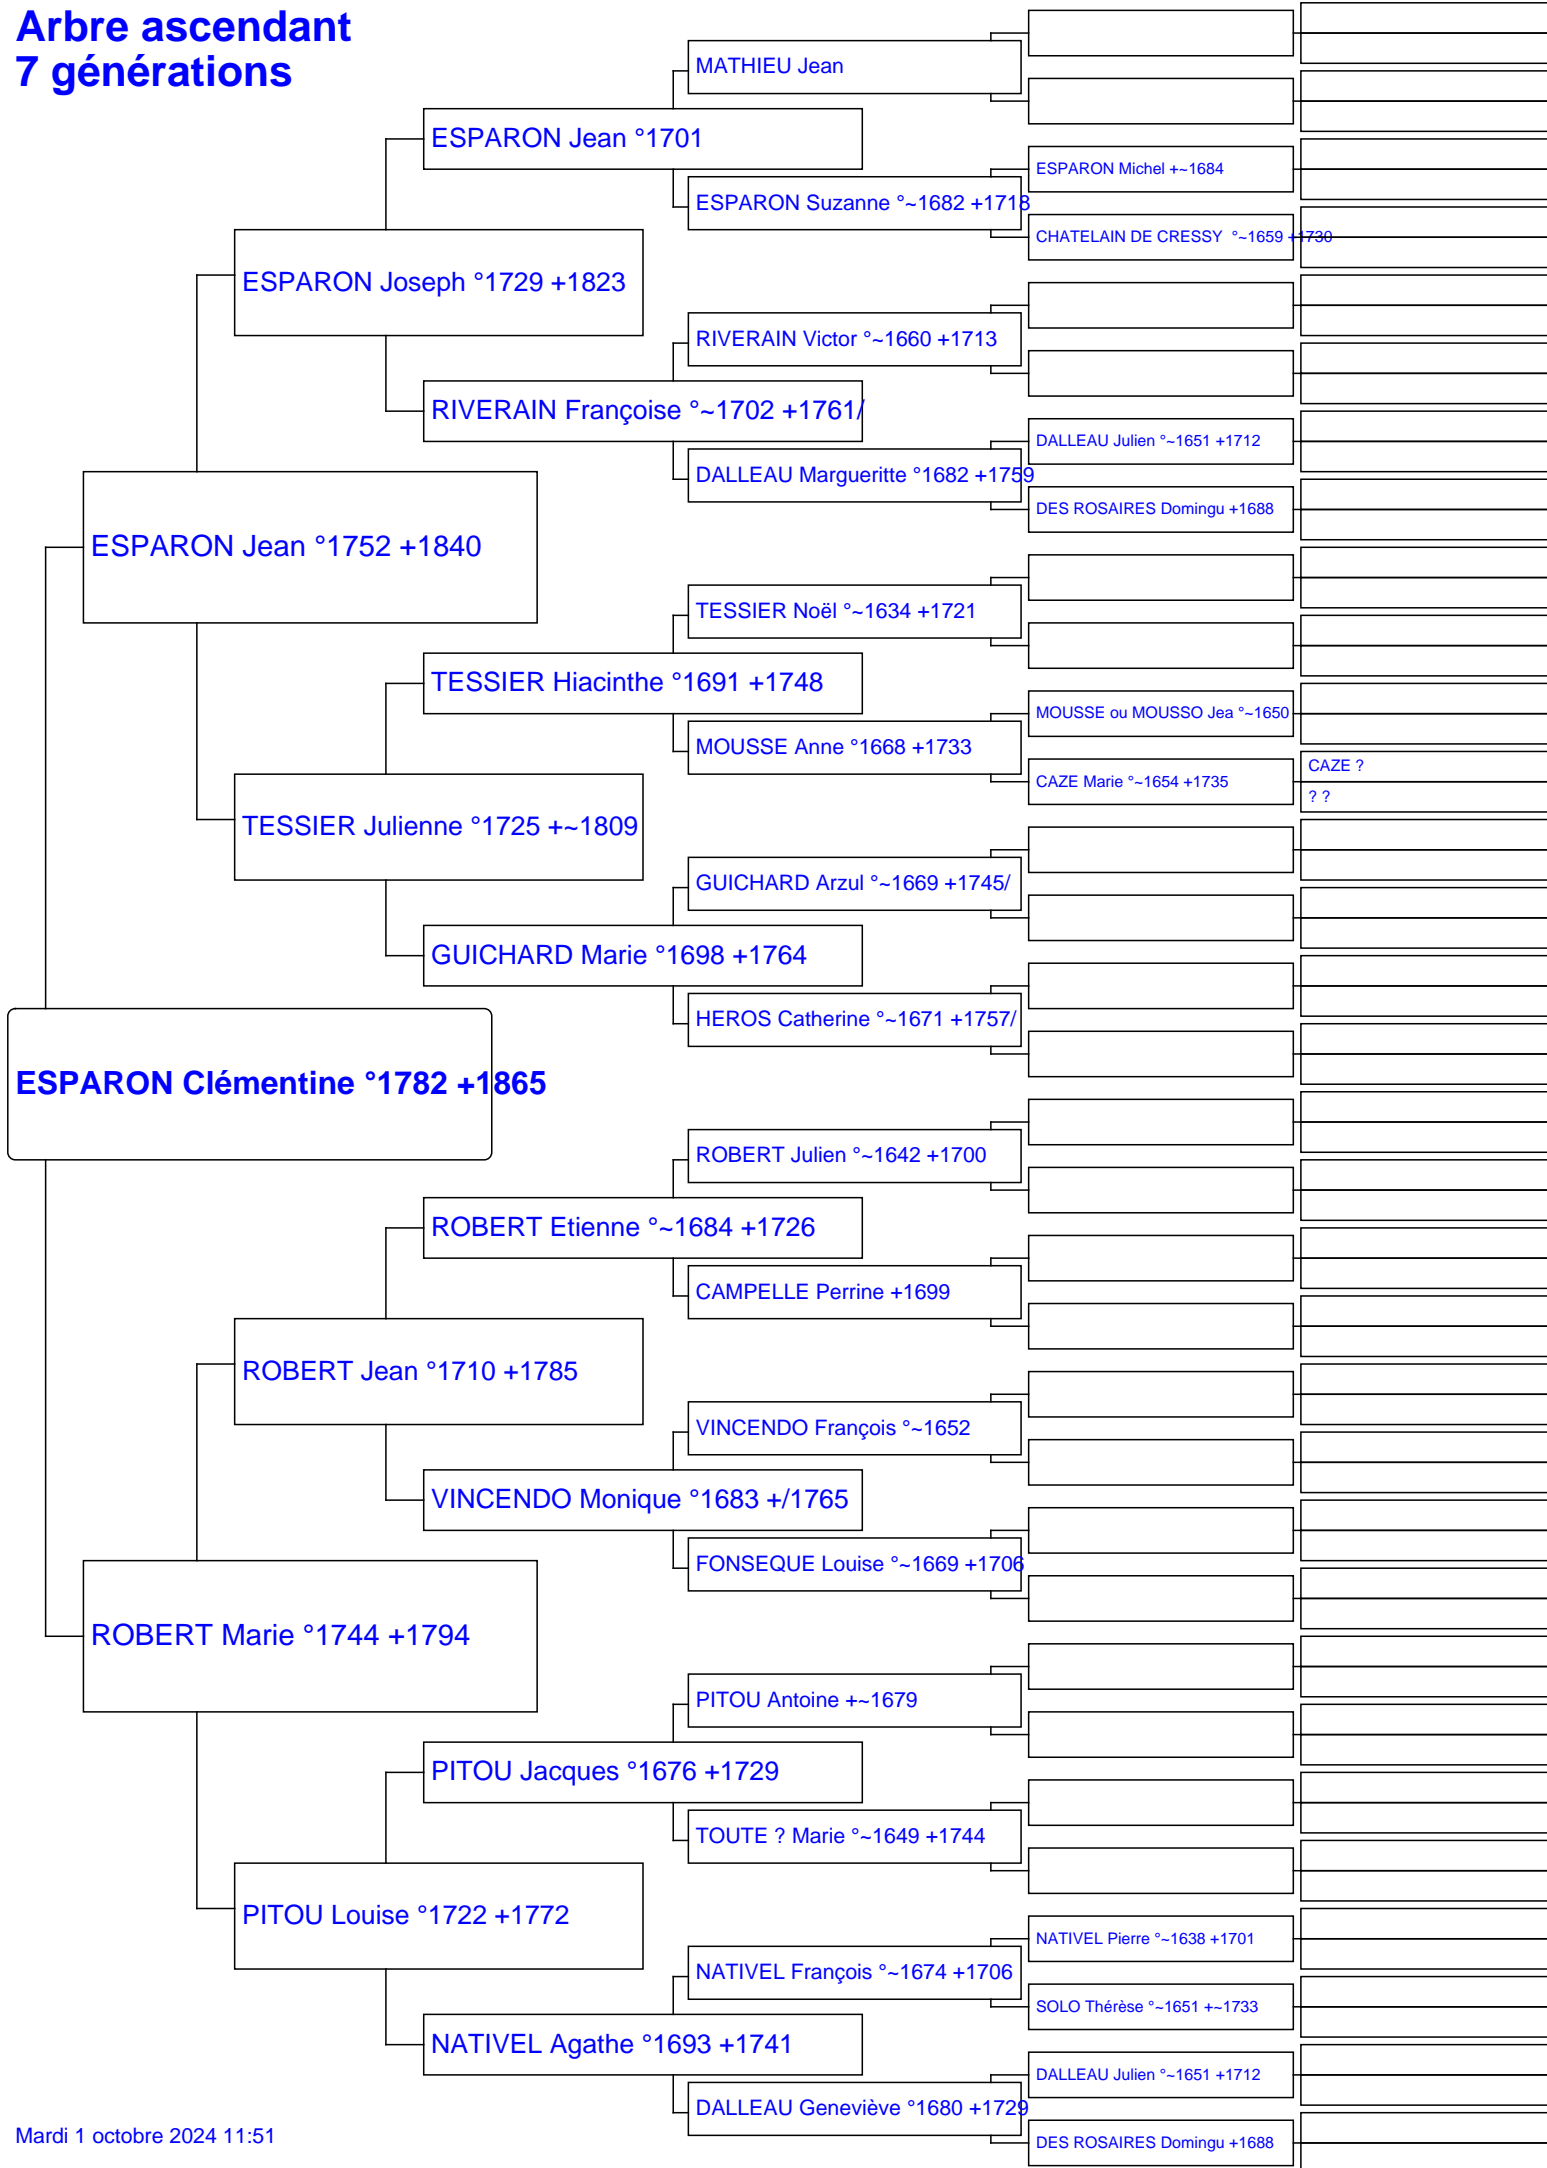 Arbre ascendant
7 générations
MATHIEU Jean
ESPARON Jean °1701
ESPARON Michel +~1684
ESPARON Suzanne °~1682 +1718
CHATELAIN DE CRESSY  °~1659 +1730
ESPARON Joseph °1729 +1823
RIVERAIN Victor °~1660 +1713
RIVERAIN Françoise °~1702 +1761/
DALLEAU Julien °~1651 +1712
DALLEAU Margueritte °1682 +1759
DES ROSAIRES Domingu +1688
ESPARON Jean °1752 +1840
TESSIER Noël °~1634 +1721
TESSIER Hiacinthe °1691 +1748
MOUSSE ou MOUSSO Jea °~1650
MOUSSE Anne °1668 +1733
CAZE ?
CAZE Marie °~1654 +1735
? ?
TESSIER Julienne °1725 +~1809
GUICHARD Arzul °~1669 +1745/
GUICHARD Marie °1698 +1764
HEROS Catherine °~1671 +1757/
ESPARON Clémentine °1782 +1865
ROBERT Julien °~1642 +1700
ROBERT Etienne °~1684 +1726
CAMPELLE Perrine +1699
ROBERT Jean °1710 +1785
VINCENDO François °~1652
VINCENDO Monique °1683 +/1765
FONSEQUE Louise °~1669 +1706
ROBERT Marie °1744 +1794
PITOU Antoine +~1679
PITOU Jacques °1676 +1729
TOUTE ? Marie °~1649 +1744
PITOU Louise °1722 +1772
NATIVEL Pierre °~1638 +1701
NATIVEL François °~1674 +1706
SOLO Thérèse °~1651 +~1733
NATIVEL Agathe °1693 +1741
DALLEAU Julien °~1651 +1712
DALLEAU Geneviève °1680 +1729
DES ROSAIRES Domingu +1688
Mardi 1 octobre 2024 11:51